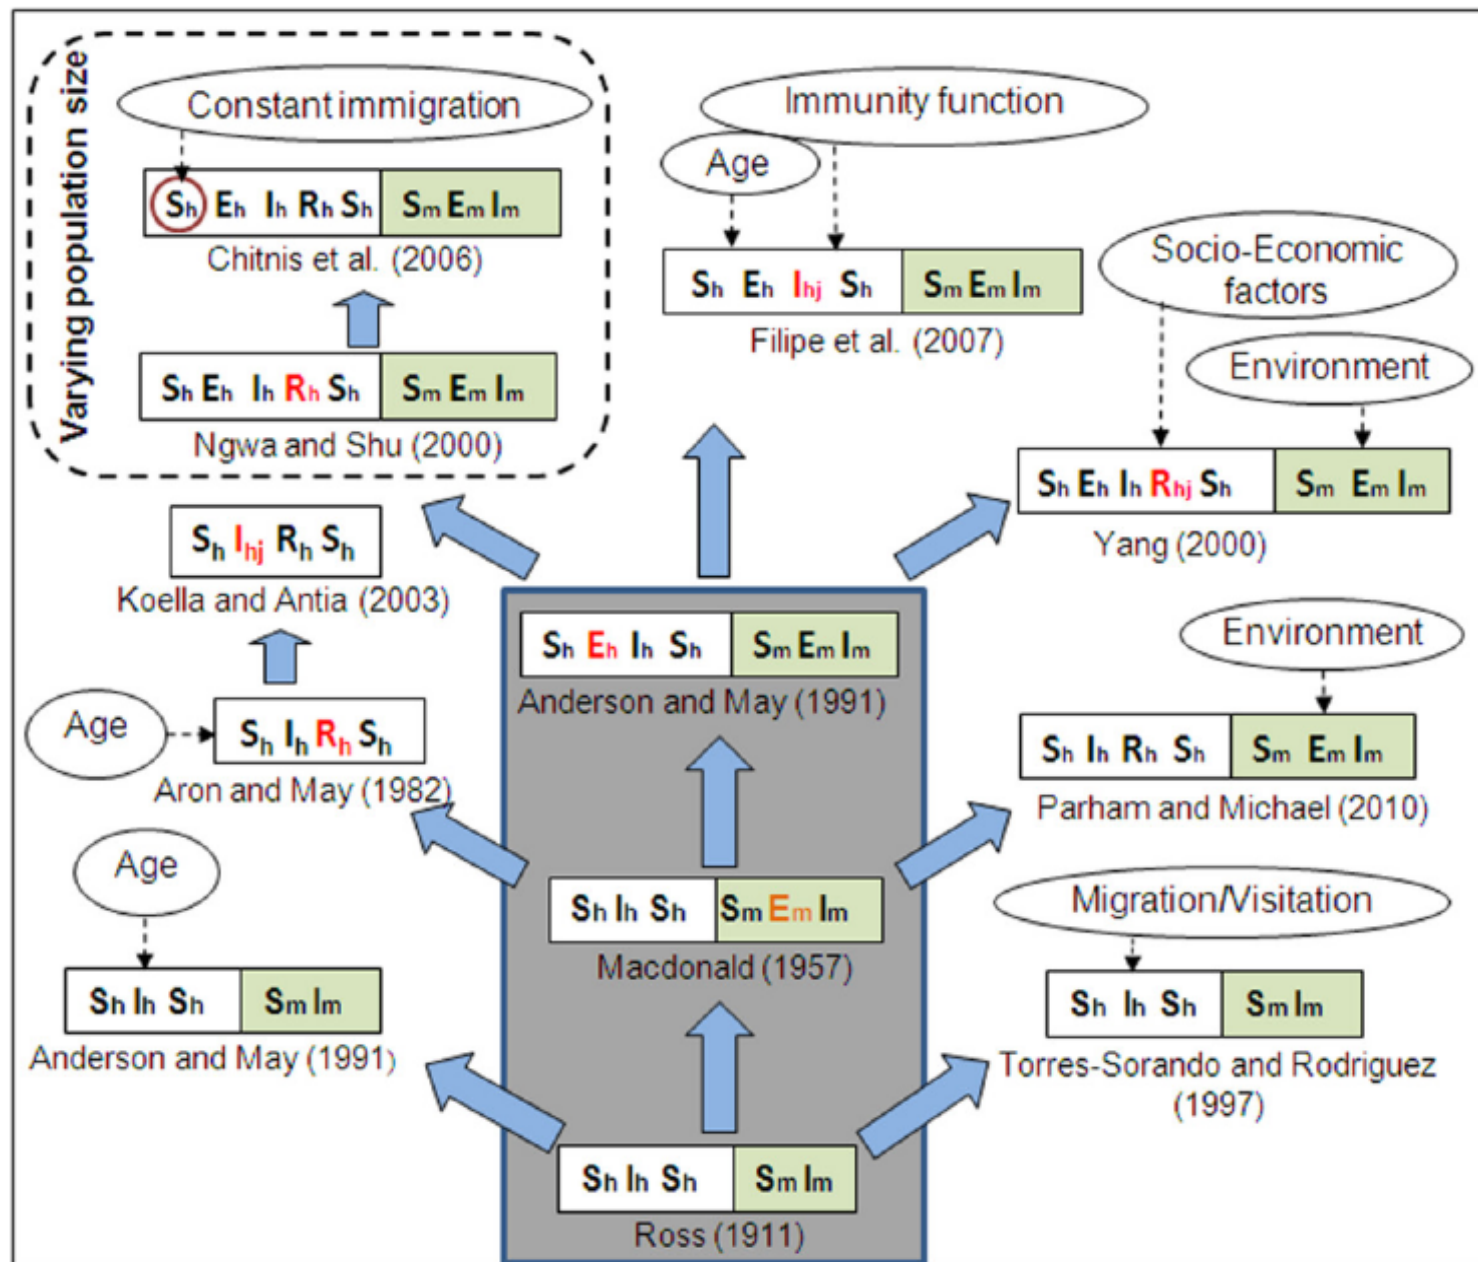 Varying population size
Constant immigration
Sh Eh Ih Rh Sh Sm Em Im
Chitnis et al. (2006)
Sh Eh Ih Rh Sh Sm Em Im
Ngwa and Shu (2000)
Immunity function
Age
Sh Eh Ihj Sh Sm Em Im
Filipe et al. (2007)
Socio-Economic
factors
Environment
Sh Eh Ih Rhj Sh Sm Em Im
Yang (2000)
Sh Ihj Rh Sh
Koella and Antia (2003)
Sh Eh Ih Sh Sm Em Im
Anderson and May (1991)
Environment
Age
Sh Ih Rh Sh
Aron and May (1982)
Sh Ih Rh Sh Sm Em Im
Parham and Michael (2010)
Age
Sh Ih Sh Sm Em Im
Macdonald (1957)
Migration/Visitation
Sh Ih Sh Sm Im
Anderson and May (1991)
Sh Ih Sh Sm Im
Torres-Sorando and Rodriguez
(1997)
Sh Ih Sh Sm Im
Ross (1911)